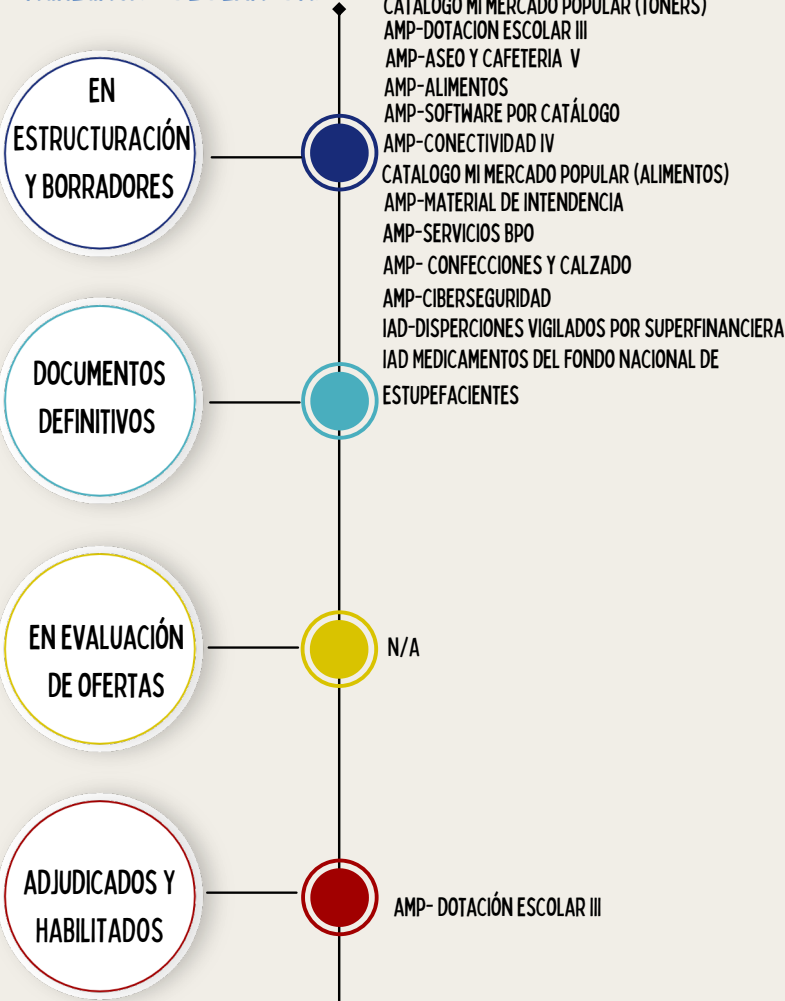 CATALOGO MI MERCADO POPULAR (TONERS)
AMP-DOTACION ESCOLAR III
AMP-ASEO Y CAFETERIA V
AMP-ALIMENTOS
AMP-SOFTWARE POR CATÁLOGO
AMP-CONECTIVIDAD IV
CATALOGO MI MERCADO POPULAR (ALIMENTOS)
AMP-MATERIAL DE INTENDENCIA
AMP-SERVICIOS BPO
AMP- CONFECCIONES Y CALZADO
AMP-CIBERSEGURIDAD
IAD-DISPERCIONES VIGILADOS POR SUPERFINANCIERA
IAD MEDICAMENTOS DEL FONDO NACIONAL DE
ESTUPEFACIENTES
EN
ESTRUCTURACIÓN
Y BORRADORES
DOCUMENTOS
DEFINITIVOS
EN EVALUACIÓN
DE OFERTAS
N/A
ADJUDICADOS Y
HABILITADOS
AMP- DOTACIÓN ESCOLAR III